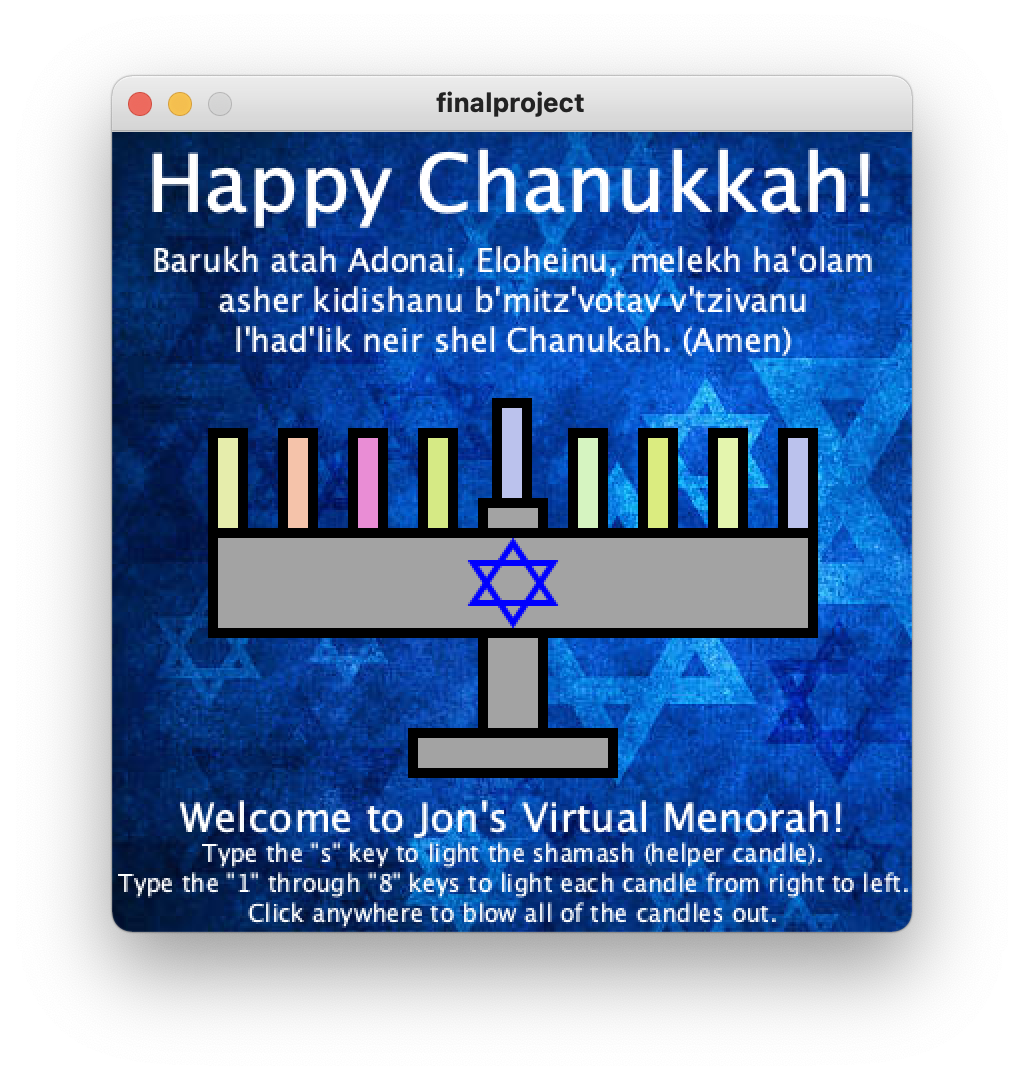 finalproject
Happy Chanukkah!
Barukh atah Adonai, Eloheinu, melekh ha'olam
asher kidishanu b'mitz'votav v'tzivanu
l'had'lik neir shel Chanukah. (Amen)
Welcome to Jon's Virtual Menorah!
Type the "s" key to light the shamash (helper candle).
Type the "1" through "8" keys to light each candle from right to left.
Click anywhere to blow all of the candles out.